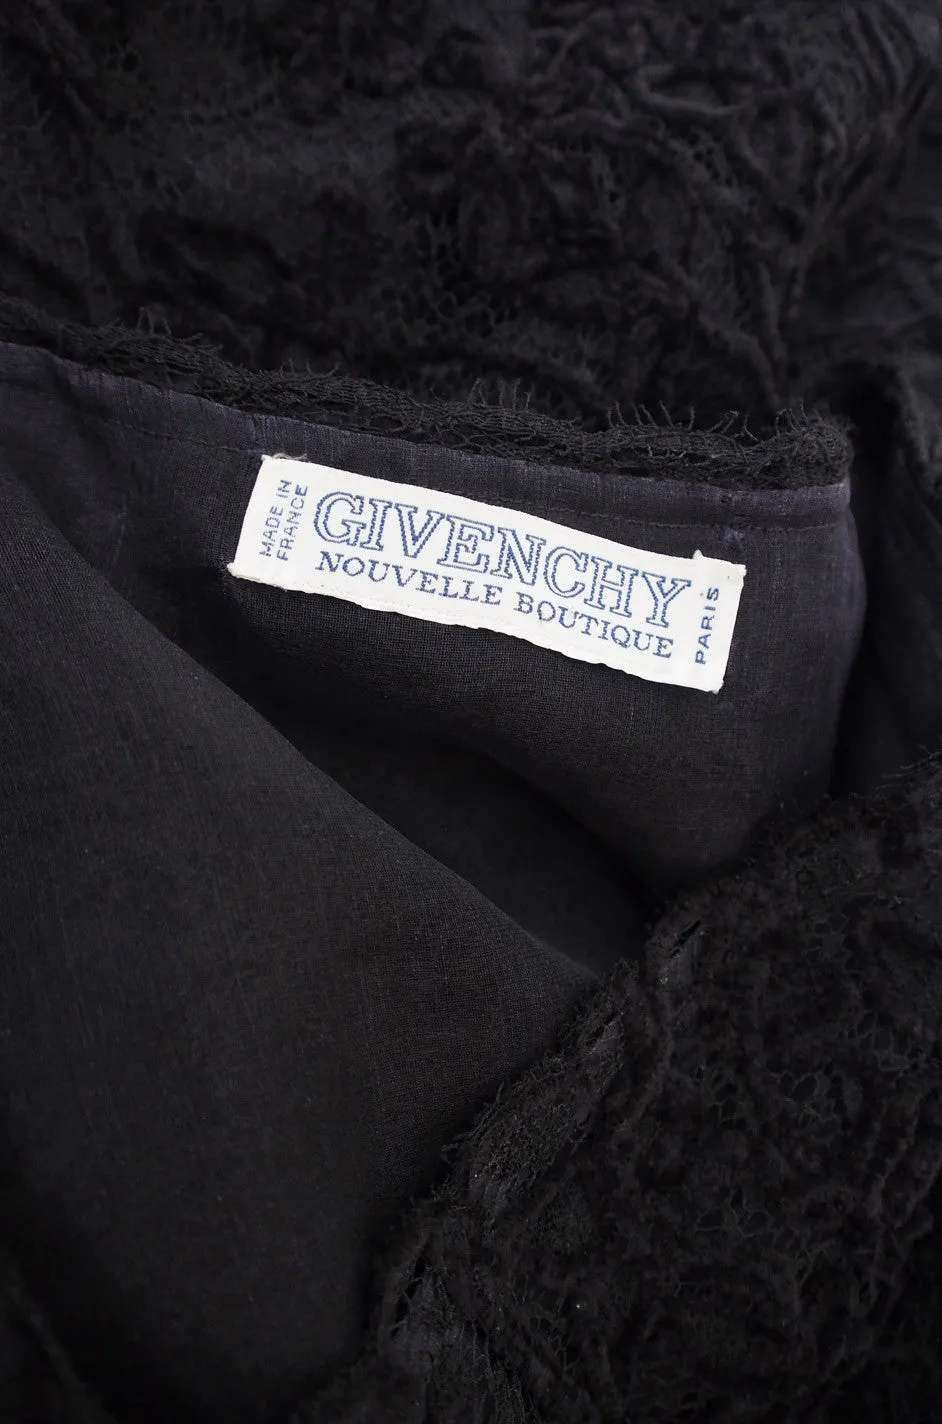 MADE IN
FRANCE
GIVENCHY
NOUVELLE BOUTIQUE
PARIS